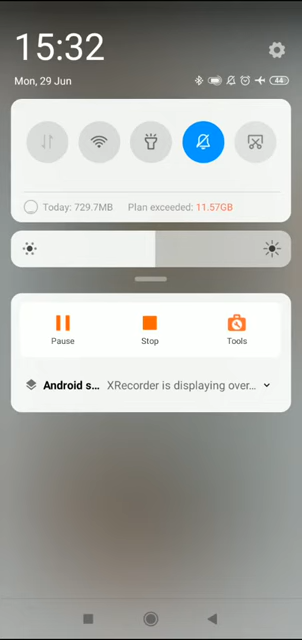 15:32
Mon, 29 Jun
44
Today: 729.7MB Plan exceeded: 11.57GB
Pause Stop Tools
Android s... XRecorder is displaying over...